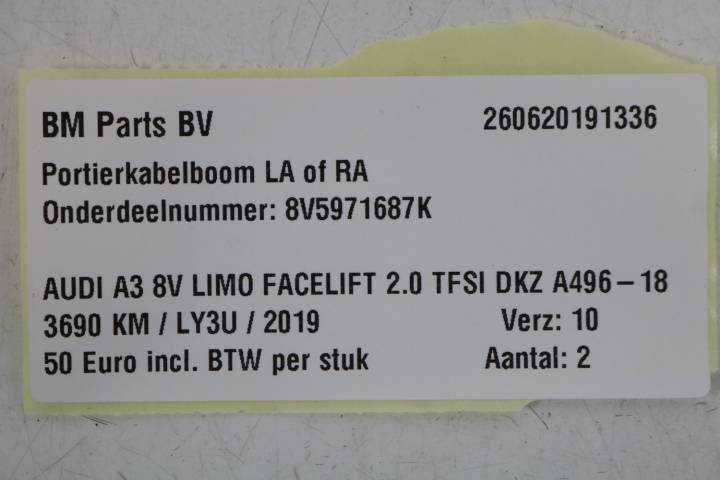 BM Parts BV 260620191336
Portierkabelboom LA of RA
Onderdeelnummer: 8V5971687K
AUDI A3 8V LIMO FACELIFT 2.0 TFSI DKZ A496-18
3690 KM / LY3U / 2019 Verz: 10
50 Euro incl. BTW per stuk Aantal: 2